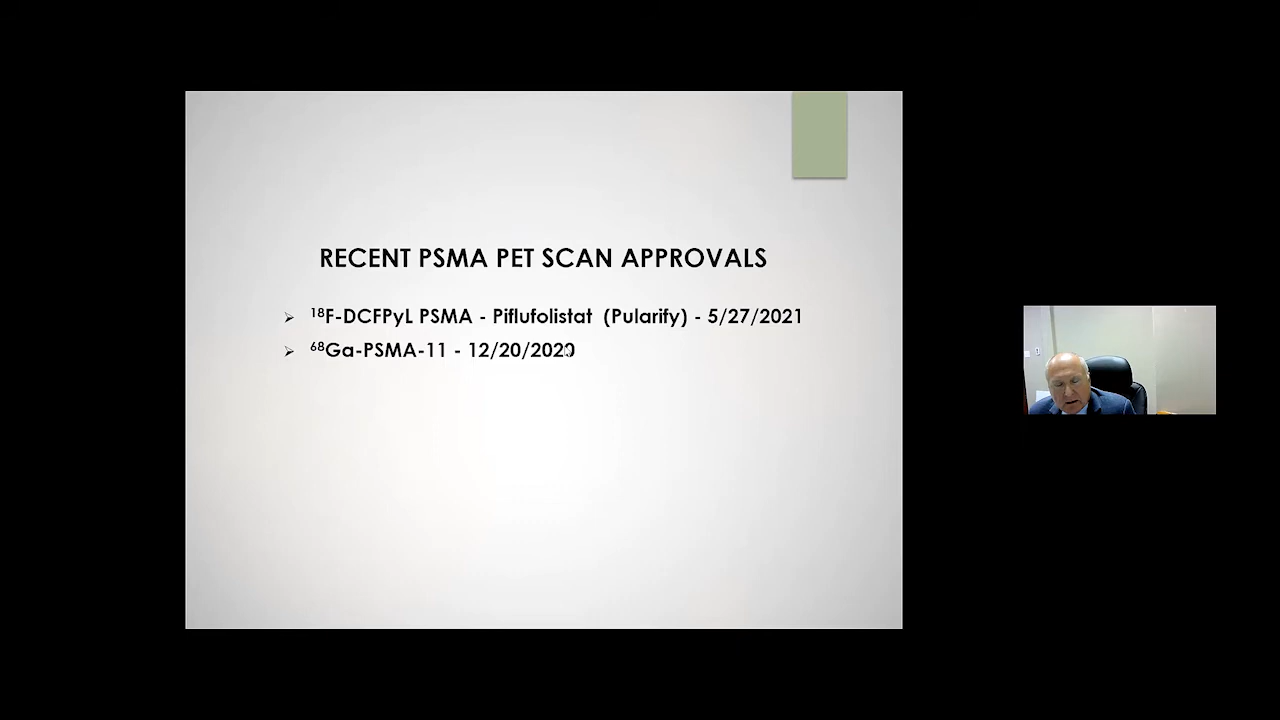 RECENT PSMA PET SCAN APPROVALS
¹⁸F-DCFPyL PSMA - Piflufolistat (Pularify) - 5/27/2021
⁶⁸Ga-PSMA-11 - 12/20/2020